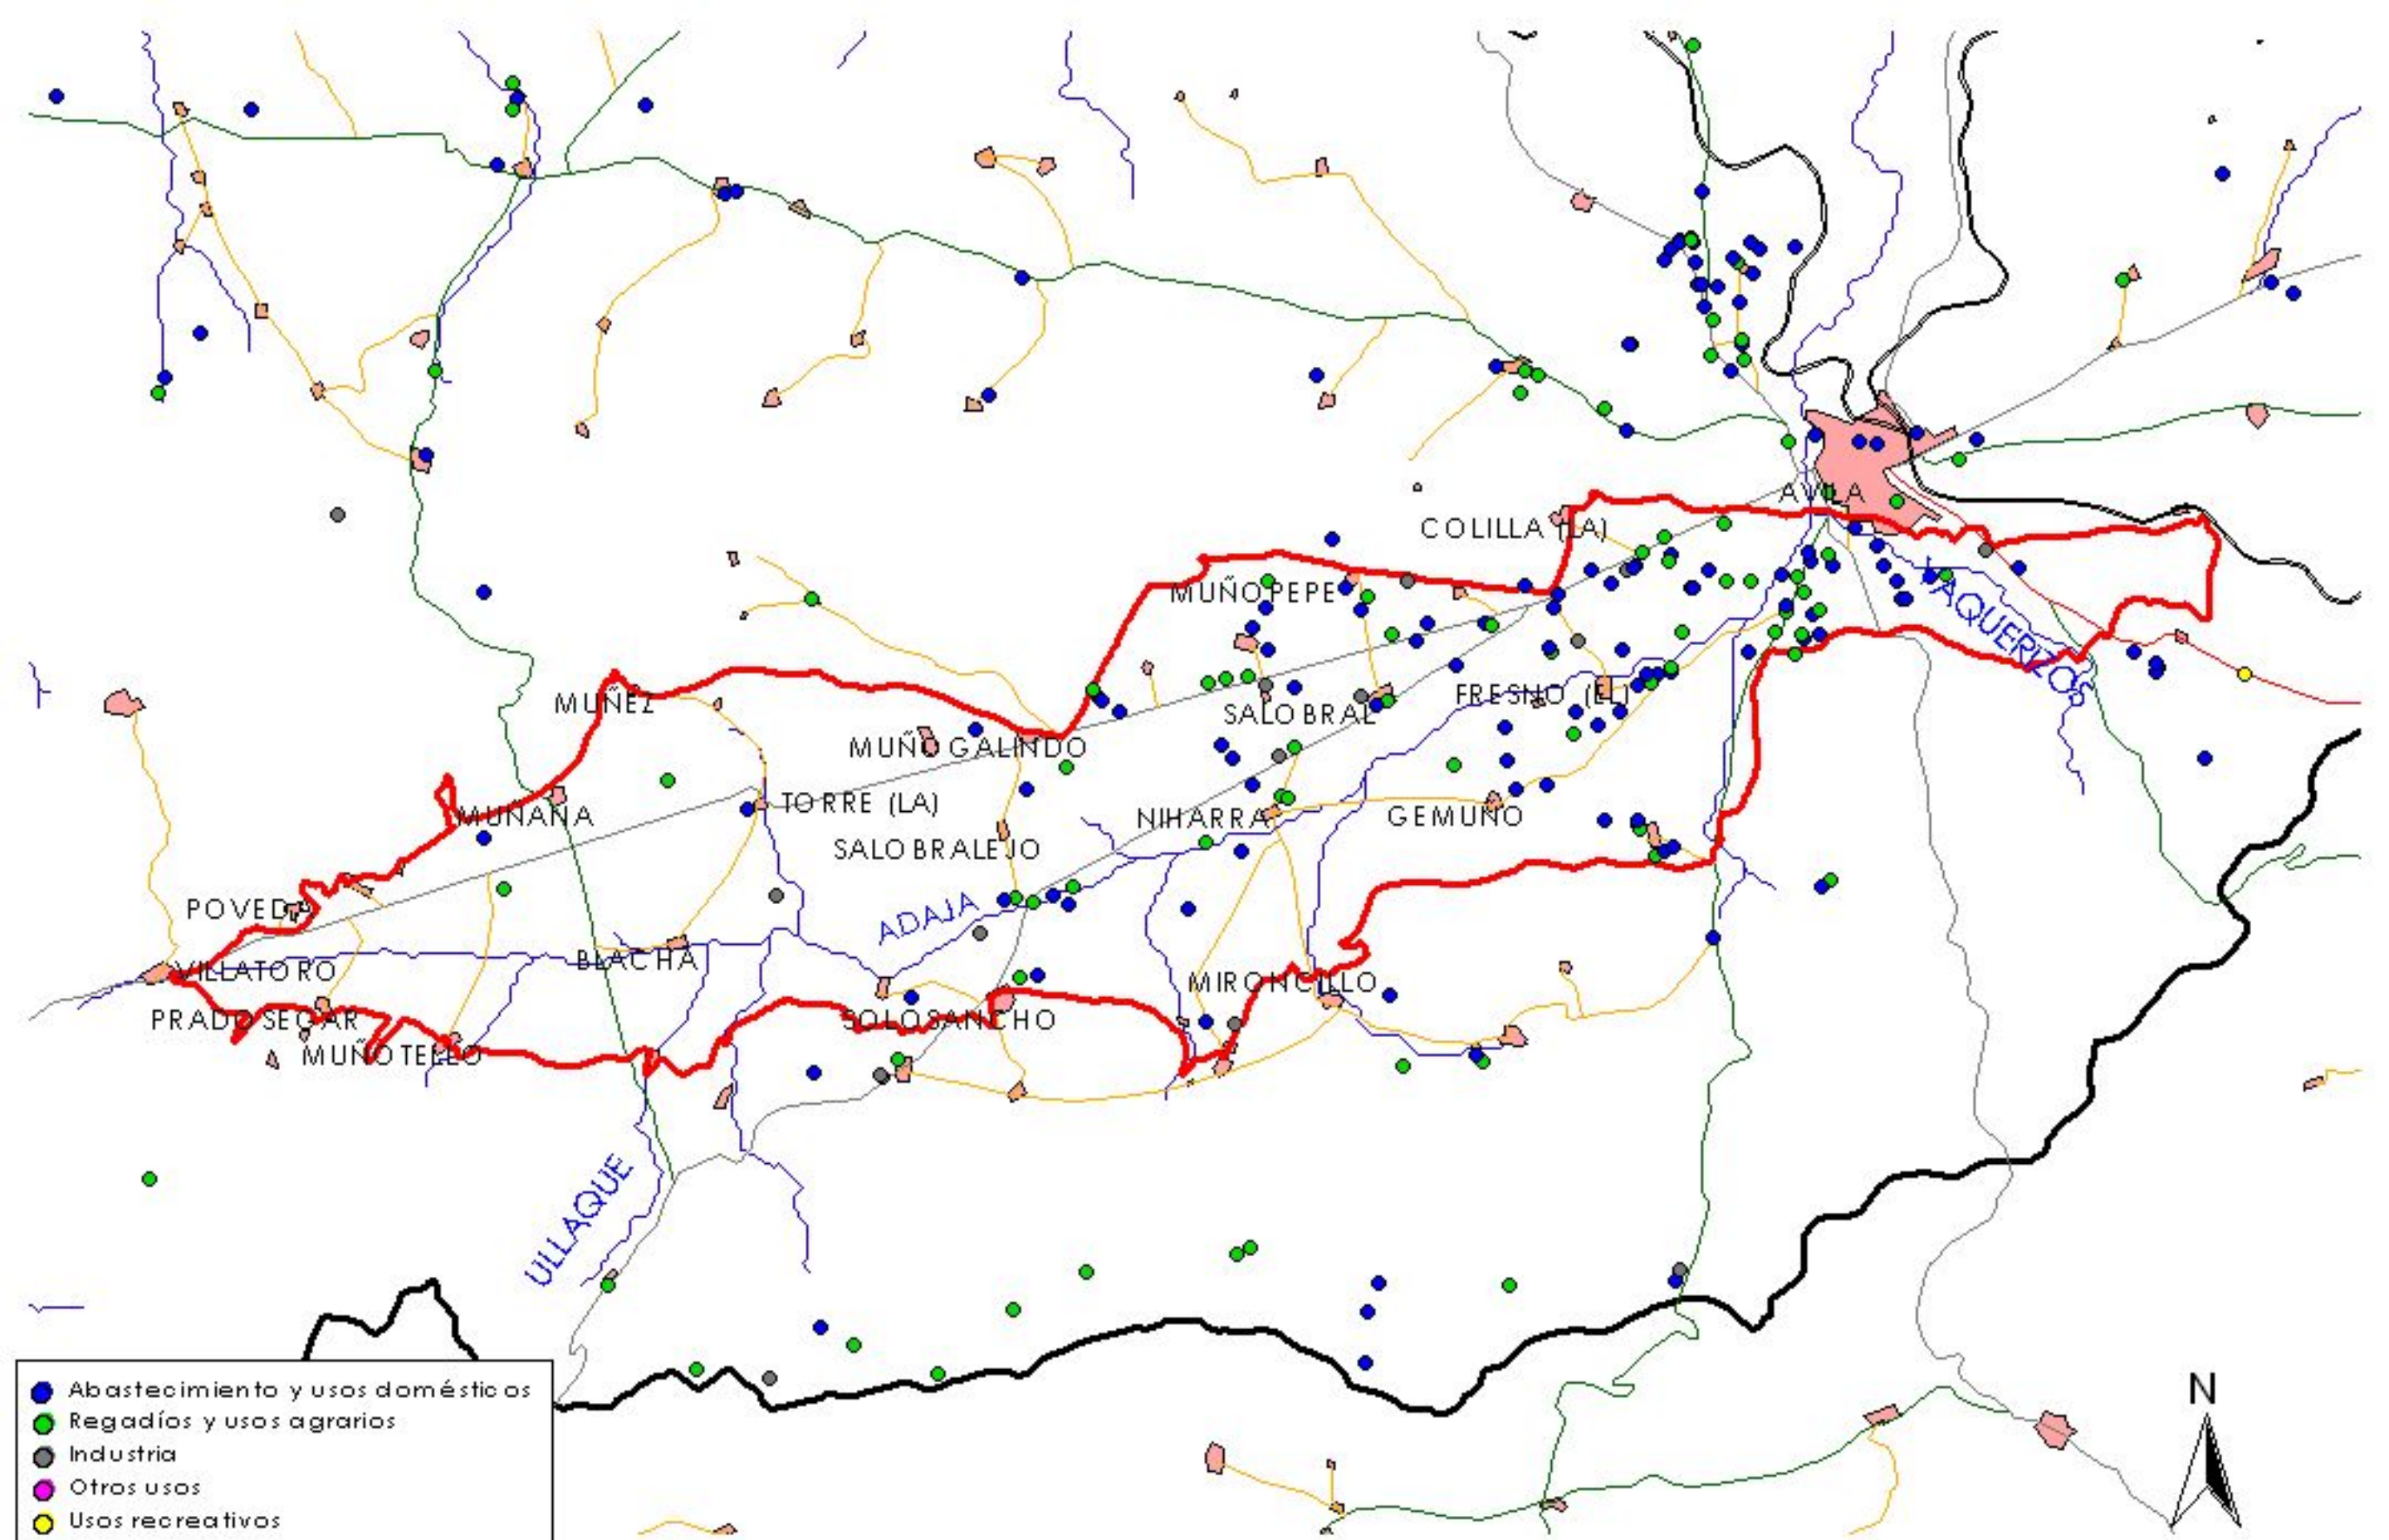 AVILA
COLILLA (LA)
VAQUERIZOS
MUÑOPEPE
MUÑEZ
FRESNO (EL)
SALOBRAL
MUÑOGALINDO
TORRE (LA)
MUÑANA
NIHARRA
GEMUÑO
SALOBRALEJO
POVEDA
ADAJA
BLACHA
VILLATORO
MIRONCILLO
PRADOSEGAR
SOLOSANCHO
MUÑOTELLO
ULLAQUE
N
Abastecimiento y usos domésticos
Regadíos y usos agrarios
Industria
Otros usos
Usos recreativos